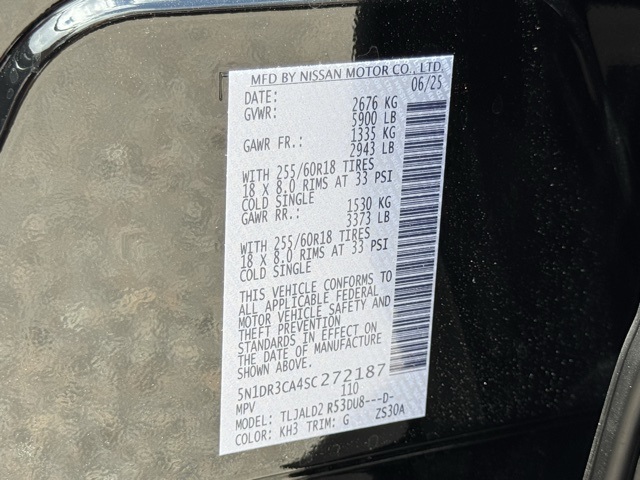 MFD BY NISSAN MOTOR CO., LTD
DATE: 06/25
GVWR: 2676 KG
5900 LB
GAWR FR.: 1335 KG
2943 LB
WITH 255/60R18 TIRES
18 X 8.0 RIMS AT 33 PSI
COLD SINGLE
GAWR RR.: 1530 KG
3373 LB
WITH 255/60R18 TIRES
18 X 8.0 RIMS AT 33 PSI
COLD SINGLE
THIS VEHICLE CONFORMS TO
ALL APPLICABLE FEDERAL
MOTOR VEHICLE SAFETY AND
THEFT PREVENTION
STANDARDS IN EFFECT ON
THE DATE OF MANUFACTURE
SHOWN ABOVE.
5N1DR3CA4SC272187
MPV 110
MODEL: TLJALD2 R53DU8---D-
COLOR: KH3 TRIM: G ZS30A